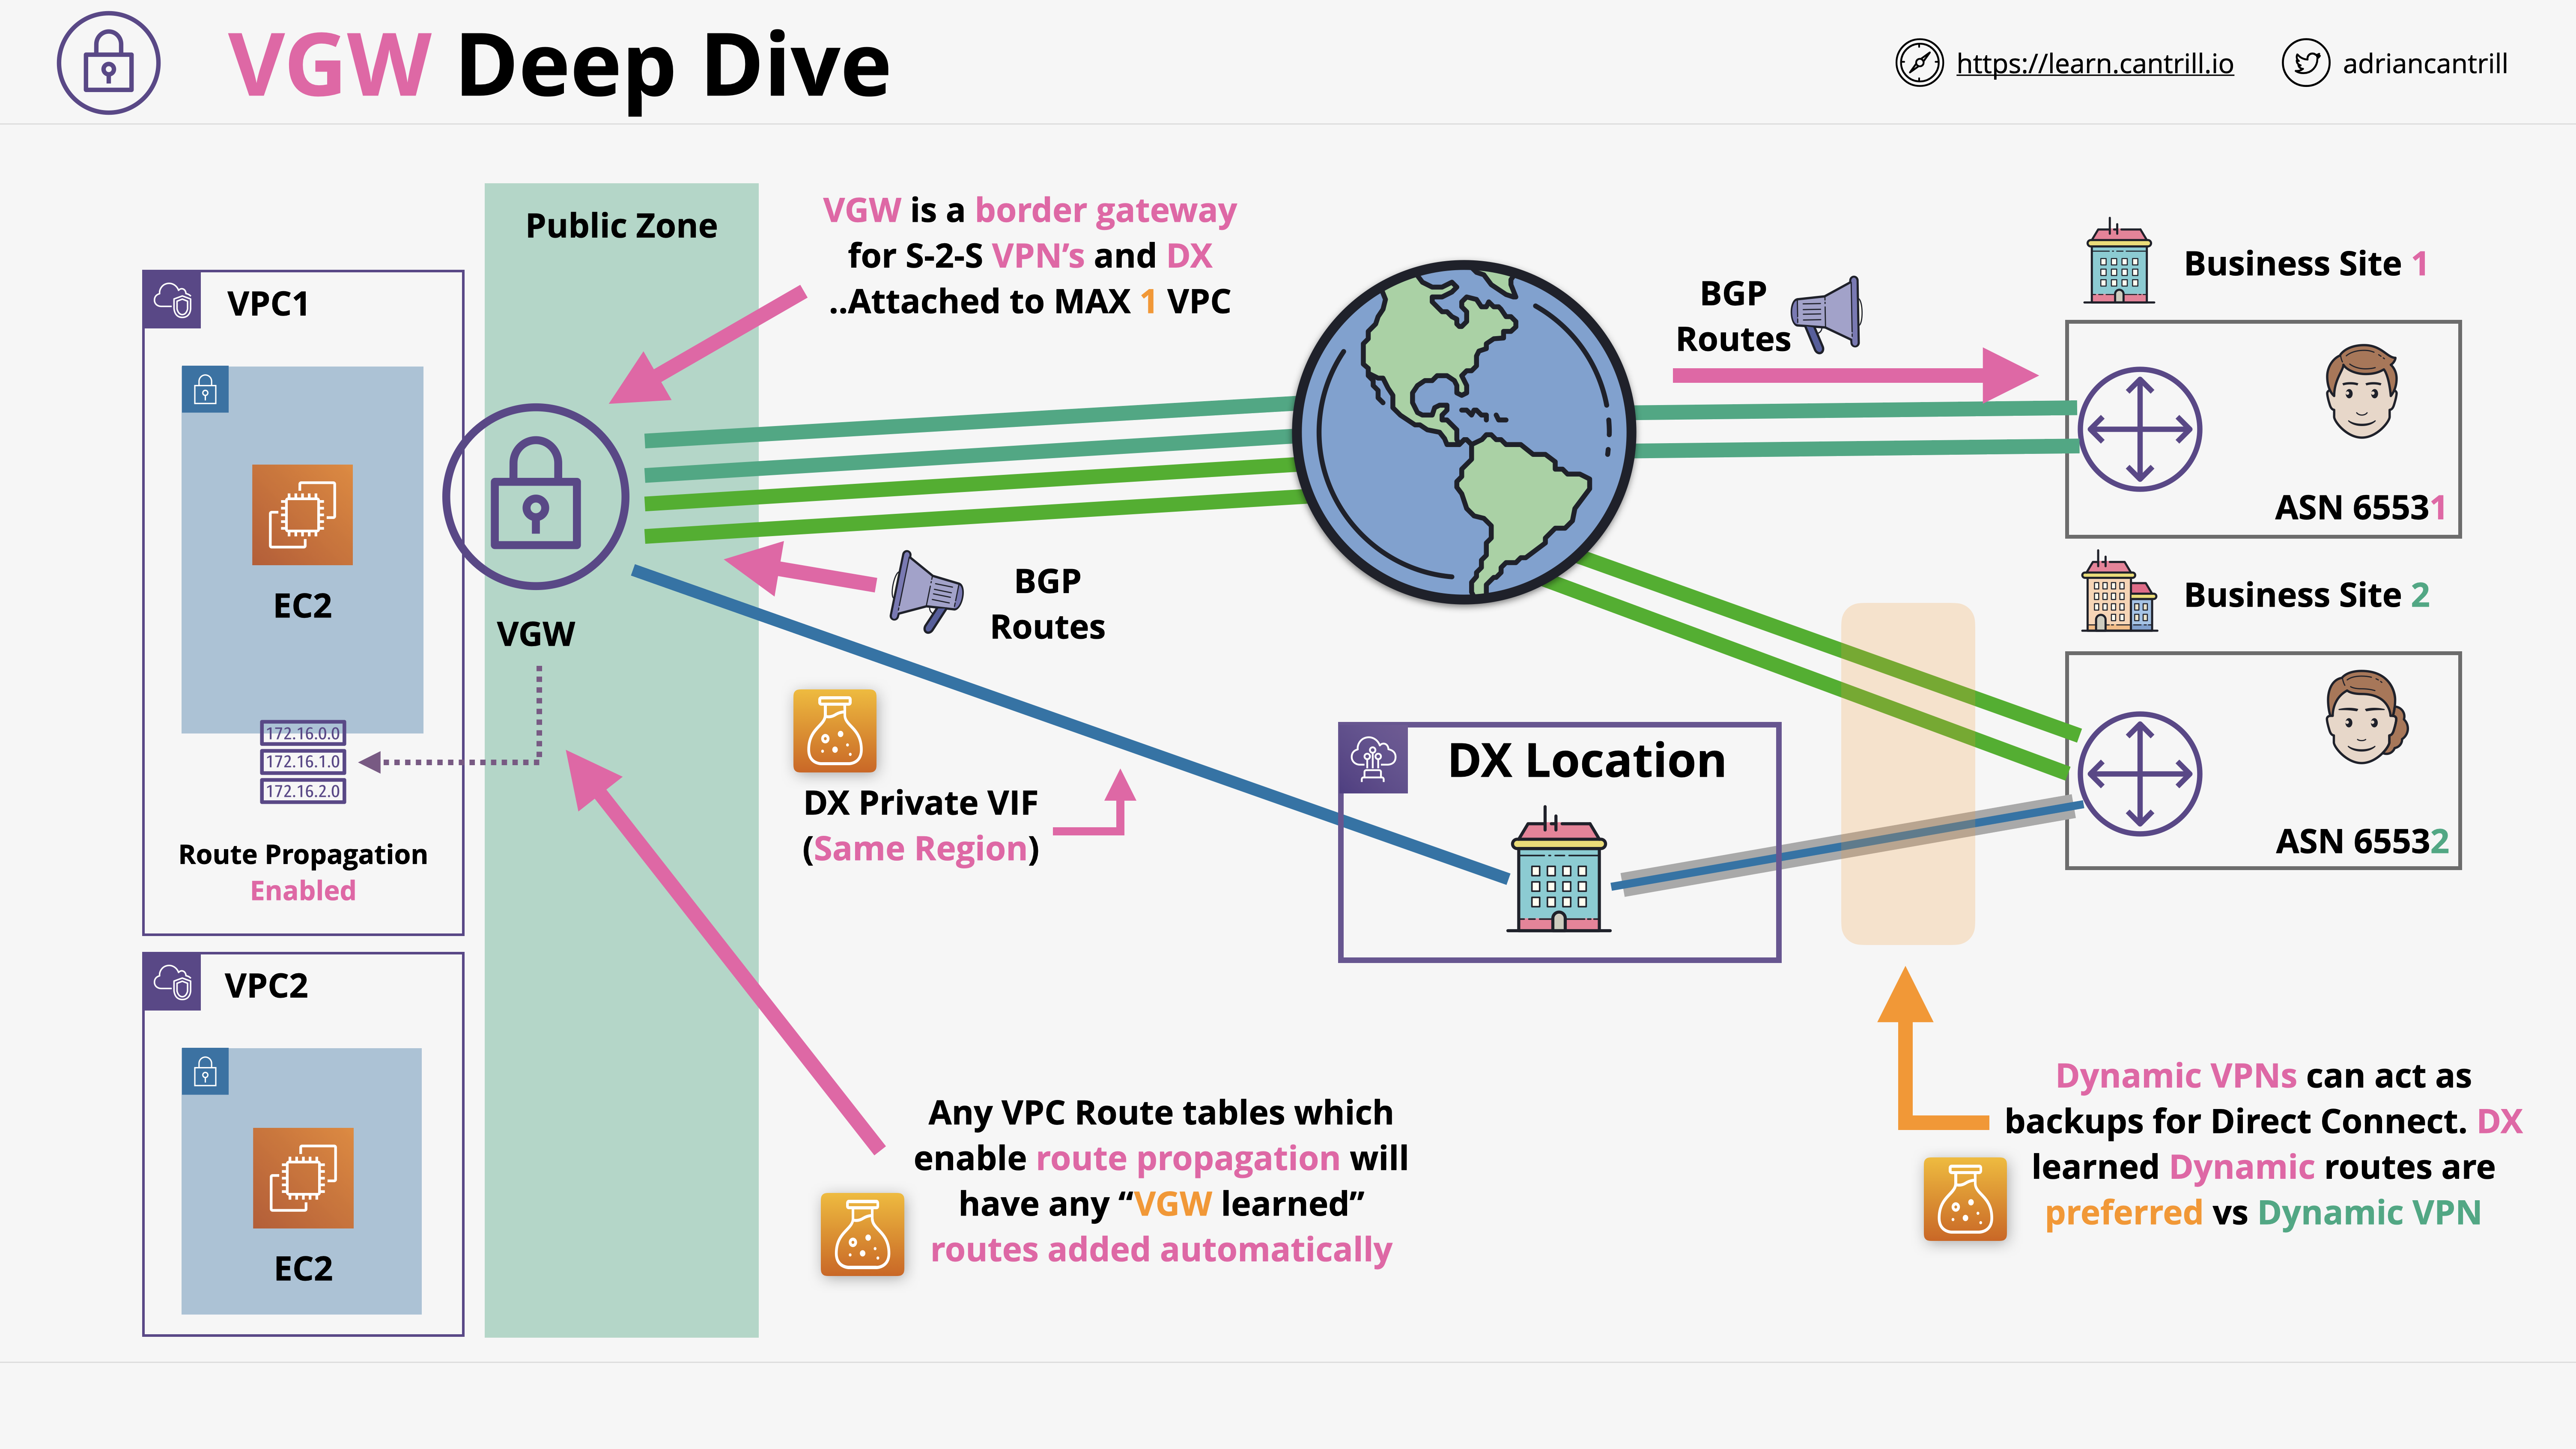 VGW Deep Dive
https://learn.cantrill.io
adriancantrill
Public Zone
VGW is a border gateway
for S-2-S VPN’s and DX
..Attached to MAX 1 VPC
VPC1
EC2
VGW
172.16.0.0
172.16.1.0
172.16.2.0
Route Propagation
Enabled
VPC2
EC2
BGP
Routes
BGP
Routes
Business Site 1
ASN 65531
Business Site 2
ASN 65532
DX Private VIF
(Same Region)
DX Location
Any VPC Route tables which
enable route propagation will
have any “VGW learned”
routes added automatically
Dynamic VPNs can act as
backups for Direct Connect. DX
learned Dynamic routes are
preferred vs Dynamic VPN